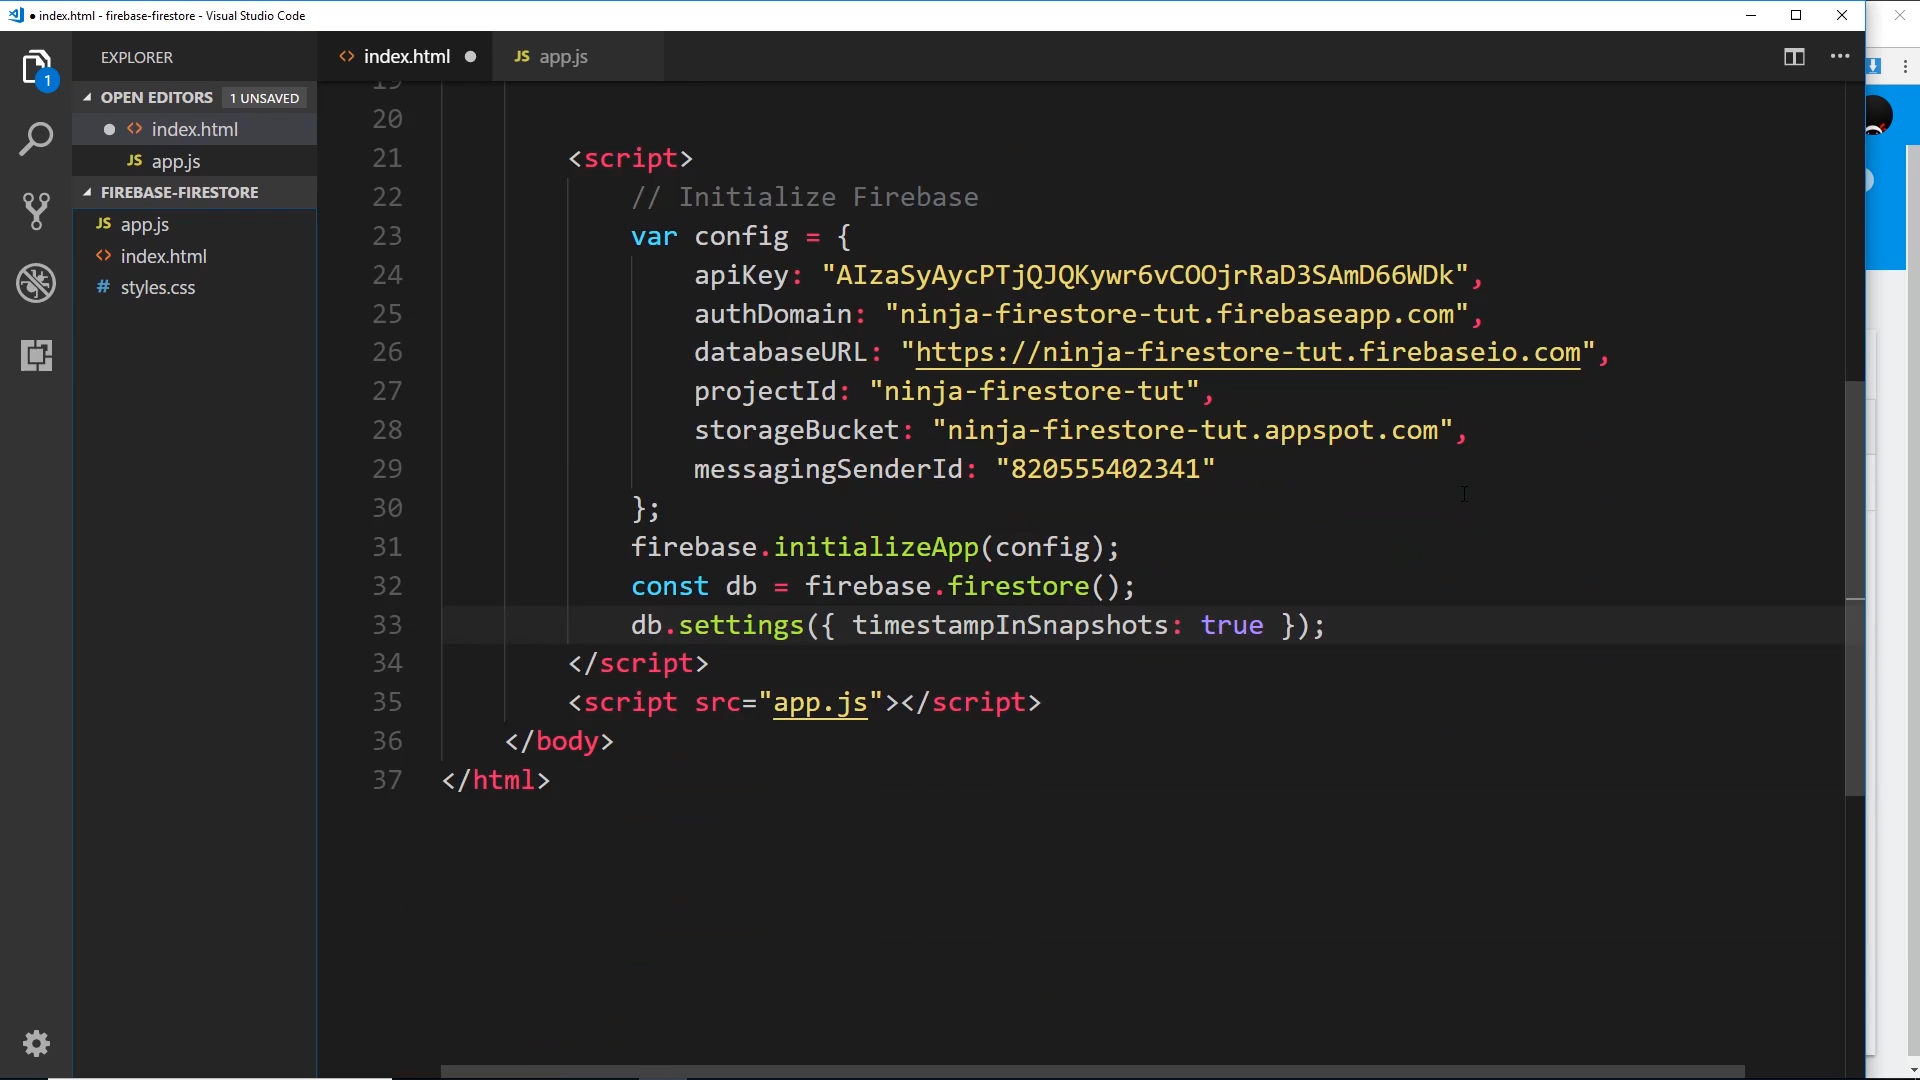 index.html - firebase-firestore - Visual Studio Code
EXPLORER
OPEN EDITORS 1 UNSAVED
index.html
JS app.js
FIREBASE-FIRESTORE
JS app.js
index.html
# styles.css
1
index.html
JS app.js
19
20
21 <script>
22 // Initialize Firebase
23 var config = {
24 apiKey: "AIzaSyAycPTjQJQKywr6vCOOjrRaD3SAmD66WDk",
25 authDomain: "ninja-firestore-tut.firebaseapp.com",
26 databaseURL: "https://ninja-firestore-tut.firebaseio.com",
27 projectId: "ninja-firestore-tut",
28 storageBucket: "ninja-firestore-tut.appspot.com",
29 messagingSenderId: "820555402341"
30 };
31 firebase.initializeApp(config);
32 const db = firebase.firestore();
33 db.settings({ timestampInSnapshots: true });
34 </script>
35 <script src="app.js"></script>
36 </body>
37 </html>